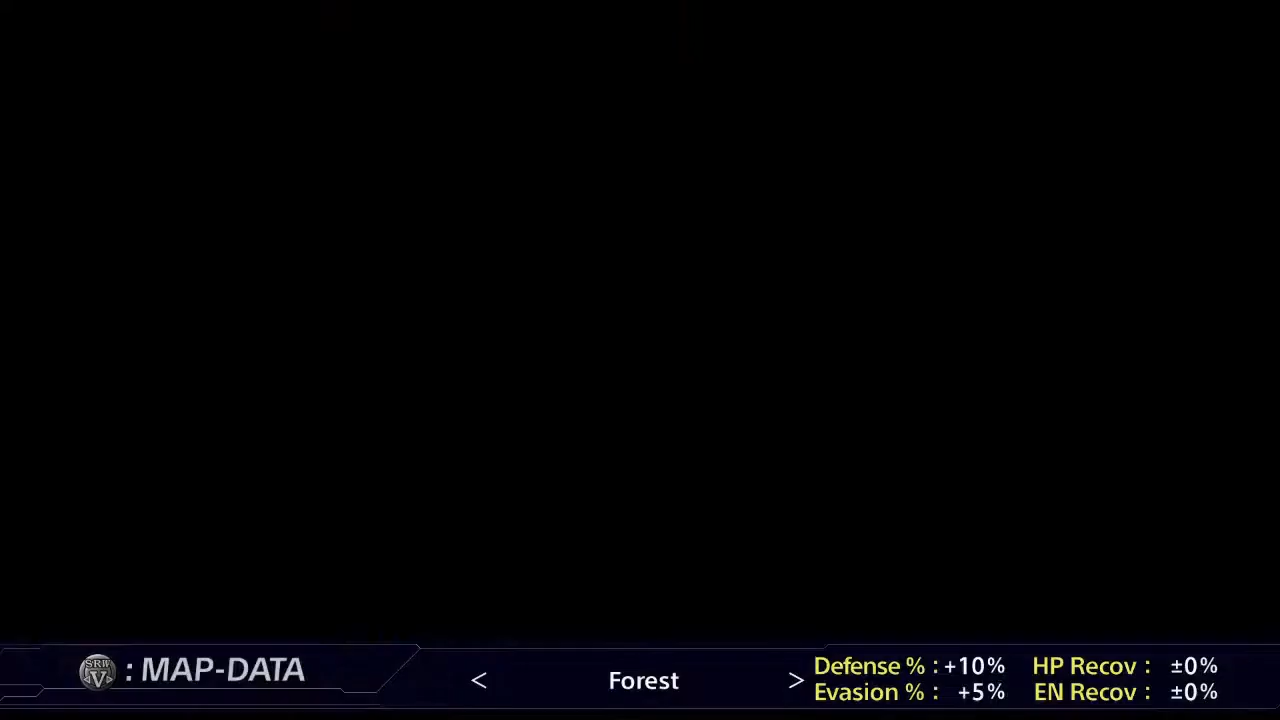 SRW
V
: MAP-DATA
< Forest >
Defense % : +10% HP Recov : ±0%
Evasion % : +5% EN Recov : ±0%